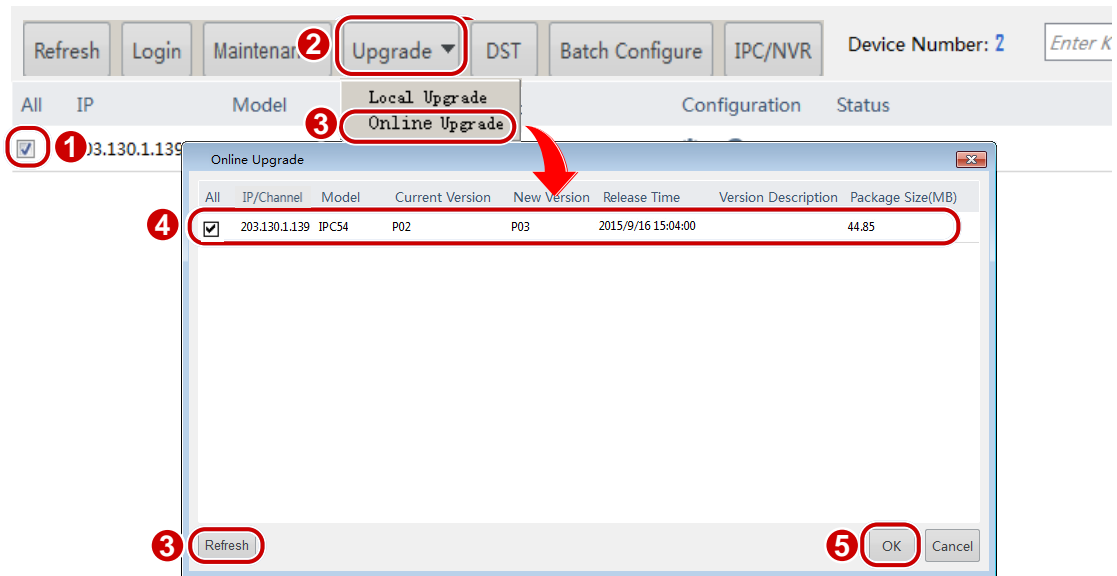 Refresh Login Maintenan 2 Upgrade DST Batch Configure IPC/NVR Device Number: 2 Enter K
All IP Model Configuration Status
Local Upgrade
3 Online Upgrade
1 03.130.1.139
Online Upgrade
All IP/Channel Model Current Version New Version Release Time Version Description Package Size(MB)
4 203.130.1.139 IPC54 P02 P03 2015/9/16 15:04:00 44.85
3 Refresh 5 OK Cancel